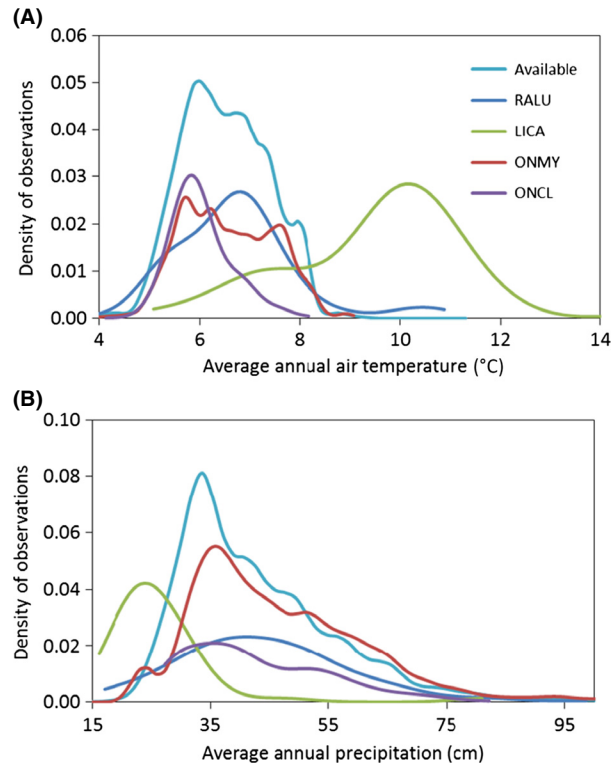 (A)
0.06
0.05
0.04
0.03
0.02
0.01
0.00
Density of observations
Available
RALU
LICA
ONMY
ONCL
4 6 8 10 12 14
Average annual air temperature (°C)
(B)
0.10
0.08
0.06
0.04
0.02
0.00
Density of observations
15 35 55 75 95
Average annual precipitation (cm)